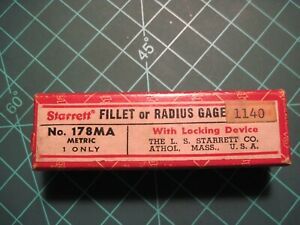 60°
45°
Starrett FILLET or RADIUS GAGE 1140
No. 178MA
METRIC
1 ONLY
With Locking Device
THE L. S. STARRETT CO.
ATHOL, MASS., U. S. A.